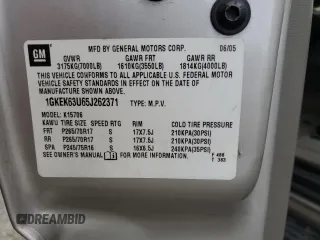 GM
MFD BY GENERAL MOTORS CORP. 06/05
GVWR GAWR FRT GAWR RR
3175KG(7000LB) 1610KG(3550LB) 1814KG(4000LB)
THIS VEHICLE CONFORMS TO ALL APPLICABLE U.S. FEDERAL MOTOR
VEHICLE SAFETY STANDARDS IN EFFECT ON THE DATE OF
MANUFACTURE SHOWN ABOVE.
1GKEK63U65J262371 TYPE: M.P.V.
MODEL: K15706
TIRE SIZE SPEED RTG RIM COLD TIRE PRESSURE
FRT P265/70R17 S 17X7.5J 210KPA(30PSI)
RR P265/70R17 S 17X7.5J 210KPA(30PSI)
SPA P245/75R16 S 16X6.5J 240KPA(35PSI)
SEE OWNER'S MANUAL FOR MORE INFORMATION.
DREAMBID